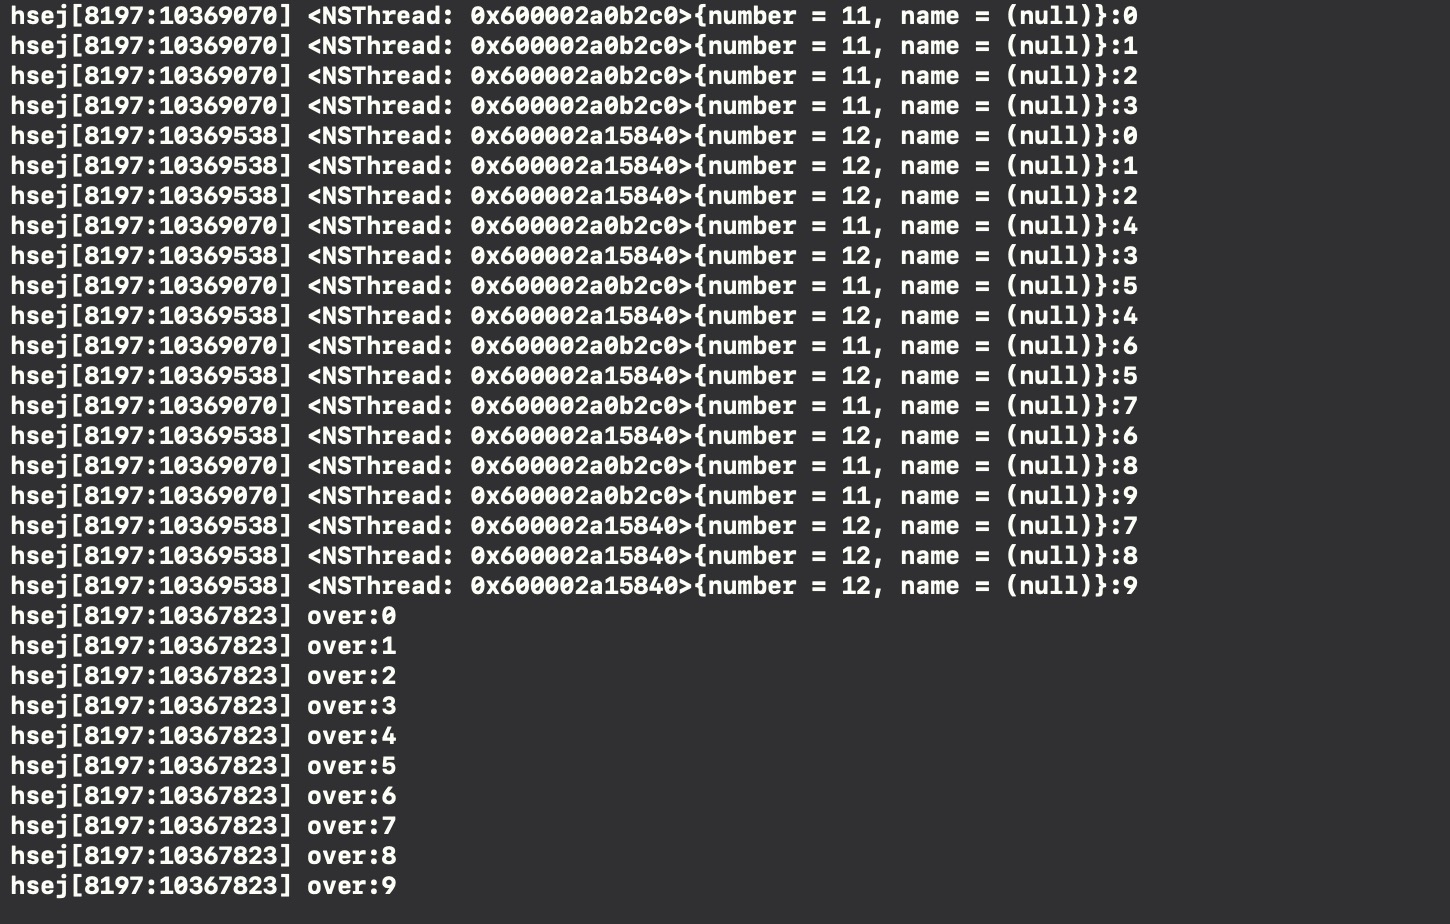 hsej[8197:10369070] <NSThread: 0x600002a0b2c0>{number = 11, name = (null)}:0
hsej[8197:10369070] <NSThread: 0x600002a0b2c0>{number = 11, name = (null)}:1
hsej[8197:10369070] <NSThread: 0x600002a0b2c0>{number = 11, name = (null)}:2
hsej[8197:10369070] <NSThread: 0x600002a0b2c0>{number = 11, name = (null)}:3
hsej[8197:10369538] <NSThread: 0x600002a15840>{number = 12, name = (null)}:0
hsej[8197:10369538] <NSThread: 0x600002a15840>{number = 12, name = (null)}:1
hsej[8197:10369538] <NSThread: 0x600002a15840>{number = 12, name = (null)}:2
hsej[8197:10369070] <NSThread: 0x600002a0b2c0>{number = 11, name = (null)}:4
hsej[8197:10369538] <NSThread: 0x600002a15840>{number = 12, name = (null)}:3
hsej[8197:10369070] <NSThread: 0x600002a0b2c0>{number = 11, name = (null)}:5
hsej[8197:10369538] <NSThread: 0x600002a15840>{number = 12, name = (null)}:4
hsej[8197:10369070] <NSThread: 0x600002a0b2c0>{number = 11, name = (null)}:6
hsej[8197:10369538] <NSThread: 0x600002a15840>{number = 12, name = (null)}:5
hsej[8197:10369070] <NSThread: 0x600002a0b2c0>{number = 11, name = (null)}:7
hsej[8197:10369538] <NSThread: 0x600002a15840>{number = 12, name = (null)}:6
hsej[8197:10369070] <NSThread: 0x600002a0b2c0>{number = 11, name = (null)}:8
hsej[8197:10369070] <NSThread: 0x600002a0b2c0>{number = 11, name = (null)}:9
hsej[8197:10369538] <NSThread: 0x600002a15840>{number = 12, name = (null)}:7
hsej[8197:10369538] <NSThread: 0x600002a15840>{number = 12, name = (null)}:8
hsej[8197:10369538] <NSThread: 0x600002a15840>{number = 12, name = (null)}:9
hsej[8197:10367823] over:0
hsej[8197:10367823] over:1
hsej[8197:10367823] over:2
hsej[8197:10367823] over:3
hsej[8197:10367823] over:4
hsej[8197:10367823] over:5
hsej[8197:10367823] over:6
hsej[8197:10367823] over:7
hsej[8197:10367823] over:8
hsej[8197:10367823] over:9